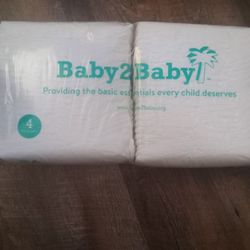 Baby2Baby
Providing the basic essentials every child deserves
4